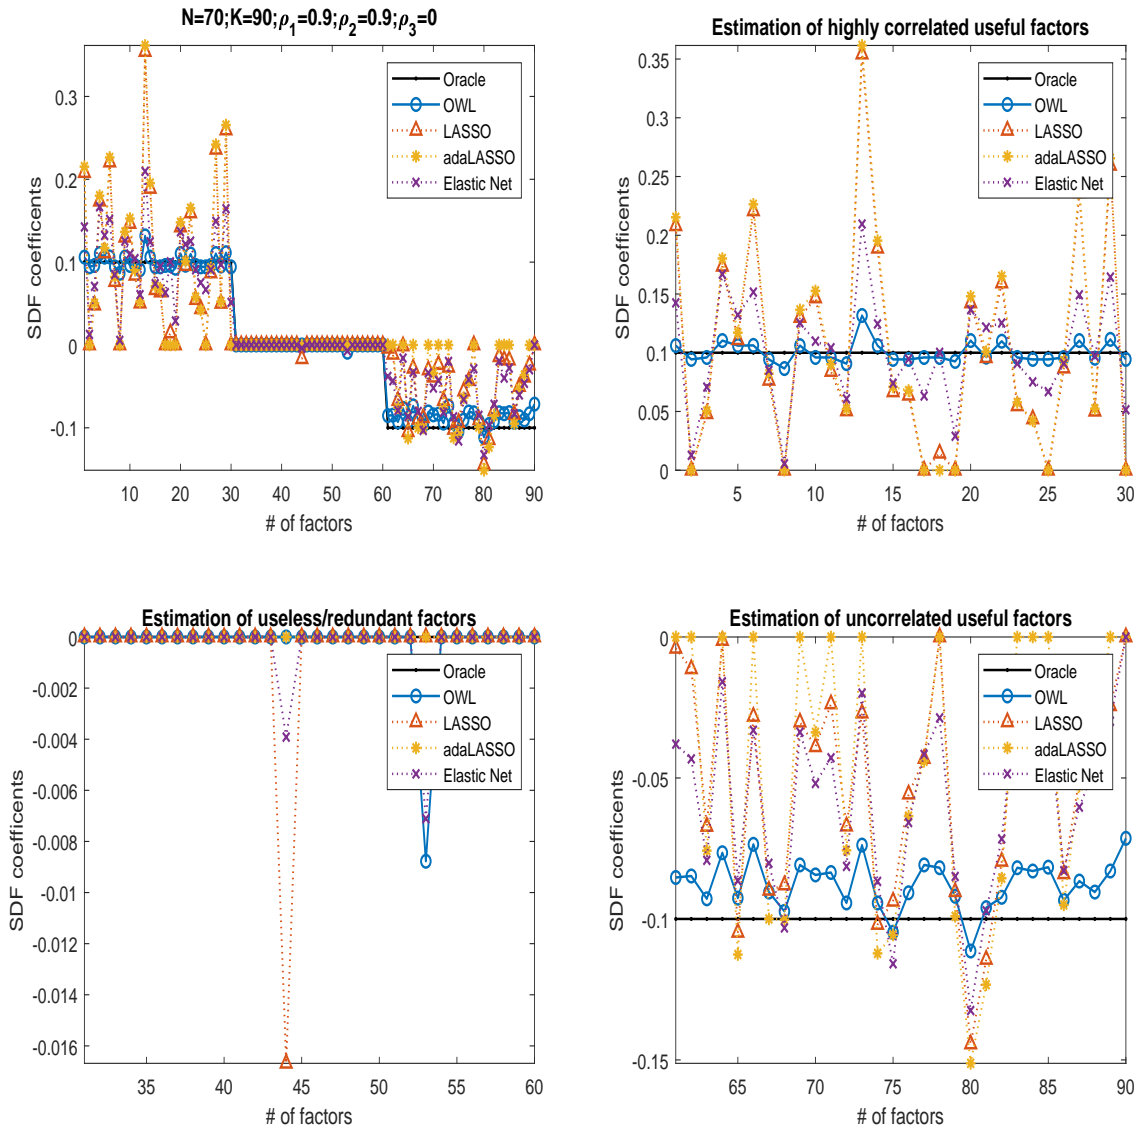 N=70;K=90;ρ1=0.9;ρ2=0.9;ρ3=0
SDF coefficents
0.3
0.2
0.1
0
-0.1
10 20 30 40 50 60 70 80 90
# of factors
Oracle
OWL
LASSO
adaLASSO
Elastic Net
Estimation of highly correlated useful factors
SDF coefficents
0.35
0.3
0.25
0.2
0.15
0.1
0.05
0
5 10 15 20 25 30
# of factors
Oracle
OWL
LASSO
adaLASSO
Elastic Net
Estimation of useless/redundant factors
SDF coefficents
0
-0.002
-0.004
-0.006
-0.008
-0.01
-0.012
-0.014
-0.016
35 40 45 50 55 60
# of factors
Oracle
OWL
LASSO
adaLASSO
Elastic Net
Estimation of uncorrelated useful factors
SDF coefficents
0
-0.05
-0.1
-0.15
65 70 75 80 85 90
# of factors
Oracle
OWL
LASSO
adaLASSO
Elastic Net